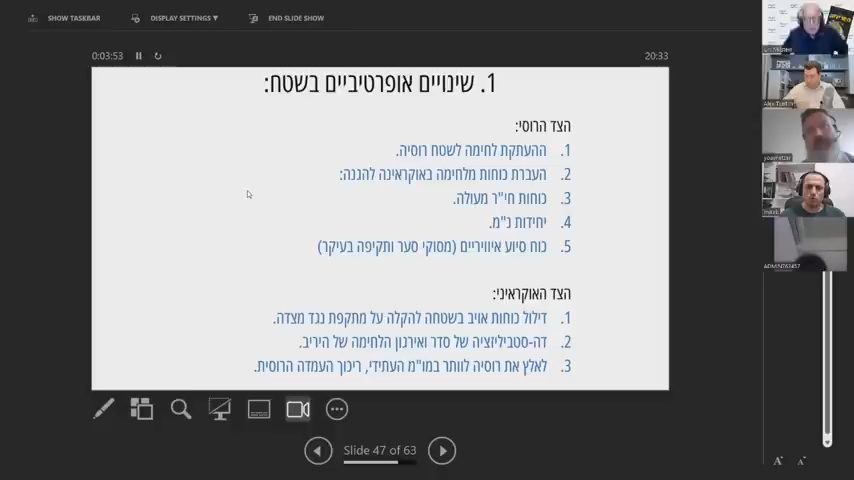 SHOW TASKBAR
DISPLAY SETTINGS ▼
END SLIDE SHOW
0:03:53
20:33
1. שינויים אופרטיביים בשטח:
הצד הרוסי:
1. ההעתקת לחימה לשטח רוסיה.
2. העברת כוחות מלחימה באוקראינה להגנה:
3. כוחות חי"ר מעולה.
4. יחידות נ"מ.
5. כוח סיוע איוויריים (מסוקי סער ותקיפה בעיקר)
הצד האוקראיני:
1. דילול כוחות אויב בשטחה להקלה על מתקפת נגד מצדה.
2. דה-סטביליזציה של סדר ואירגון הלחימה של היריב.
3. לאלץ את רוסיה לוותר במו"מ העתידי, ריכוך העמדה הרוסית.
Slide 47 of 63
ADMIN762457
A A